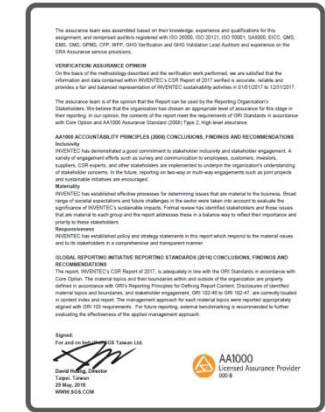 The assurance team was assembled based on their knowledge, experience and qualifications for this
assignment, and comprised auditors registered with ISO 26000, ISO 20121, ISO 50001, SA8000, EICC, QMS,
EMS, SMS, GPMS, CFP, WFP, GHG Verification and GHG Validation Lead Auditors and experience on the
SRA Assurance service provisions.
VERIFICATION/ ASSURANCE OPINION
On the basis of the methodology described and the verification work performed, we are satisfied that the
information and data contained within INVENTEC's CSR Report of 2017 verified is accurate, reliable and
provides a fair and balanced representation of INVENTEC sustainability activities in 01/01/2017 to 12/31/2017.
The assurance team is of the opinion that the Report can be used by the Reporting Organisation's
Stakeholders. We believe that the organisation has chosen an appropriate level of assurance for this stage in
their reporting. In our opinion, the contents of the report meet the requirements of GRI Standards in accordance
with Core Option and AA1000 Assurance Standard (2008) Type 2, High level assurance.
AA1000 ACCOUNTABILITY PRINCIPLES (2008) CONCLUSIONS, FINDINGS AND RECOMMENDATIONS
Inclusivity
INVENTEC has demonstrated a good commitment to stakeholder inclusivity and stakeholder engagement. A
variety of engagement efforts such as survey and communication to employees, customers, investors,
suppliers, CSR experts, and other stakeholders are implemented to underpin the organization's understanding
of stakeholder concerns. In the future, reporting on two-way or multi-way engagements such as joint projects
and sustainable initiatives are encouraged.
Materiality
INVENTEC has established effective processes for determining issues that are material to the business. Broad
range of societal expectations and future challenges in the sector were taken into account to evaluate the
significance of INVENTEC's sustainable impacts. Formal review has identified stakeholders and those issues
that are material to each group and the report addresses these in a balance way to reflect their importance and
priority to these stakeholders.
Responsiveness
INVENTEC has established policy and strategy statements in this report which respond to the material issues
and to its stakeholders in a comprehensive and transparent manner.
GLOBAL REPORTING INITIATIVE REPORTING STANDARDS (2016) CONCLUSIONS, FINDINGS AND
RECOMMENDATIONS
The report, INVENTEC's CSR Report of 2017, is adequately in line with the GRI Standards in accordance with
Core Option. The material topics and their boundaries within and outside of the organization are properly
defined in accordance with GRI's Reporting Principles for Defining Report Content. Disclosures of identified
material topics and boundaries, and stakeholder engagement, GRI 102-40 to GRI 102-47, are correctly located
in content index and report. The management approach for each material topics were reported appropriately
aligned with GRI 103 requirements. For future reporting, external benchmarking is recommended to further
evaluating the effectiveness of the applied management approach.
Signed:
For and on behalf of SGS Taiwan Ltd.
David Huang, Director
Taipei, Taiwan
29 May, 2018
WWW.SGS.COM
AA1000
Licensed Assurance Provider
000-8